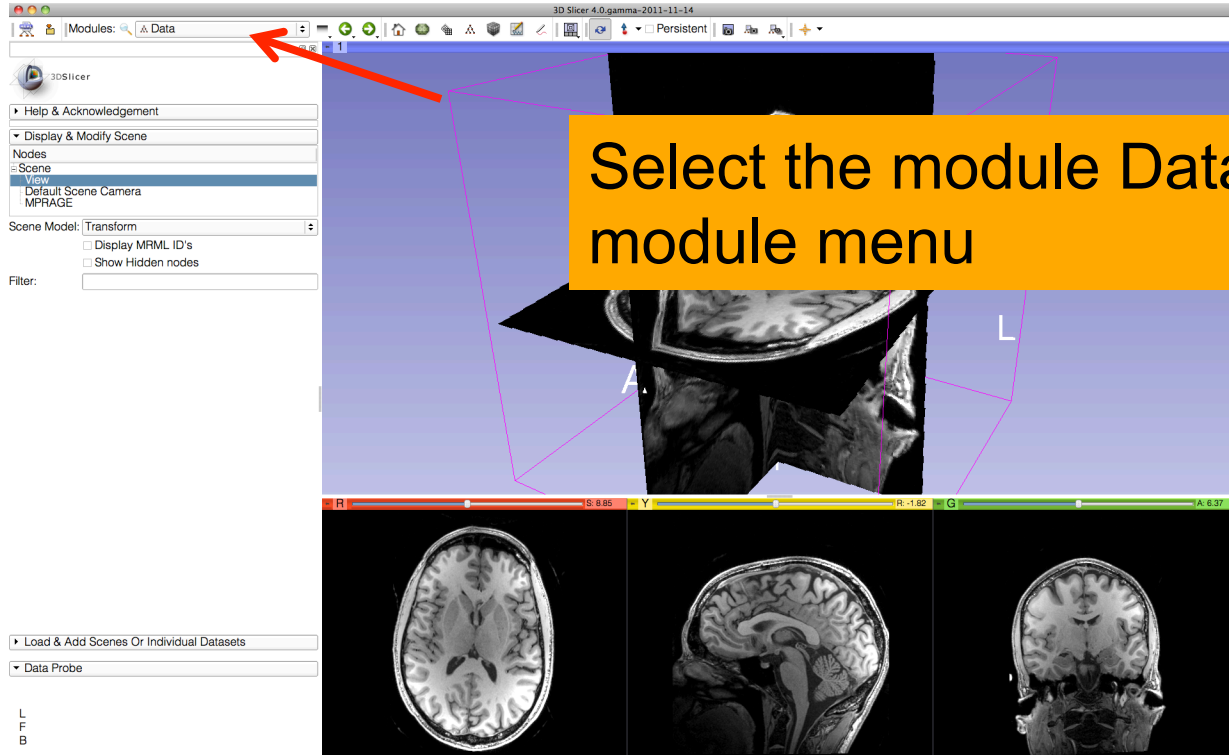 3D Slicer 4.0.gamma-2011-11-14
Modules: Data Persistent
1
3DSlicer
Help & Acknowledgement
Display & Modify Scene
Nodes
Scene
View
Default Scene Camera
MPRAGE
Scene Model: Transform
Display MRML ID's
Show Hidden nodes
Filter:
Select the module Data
module menu
L
A
R S: 8.85 Y R: -1.82 G A: 6.37
Load & Add Scenes Or Individual Datasets
Data Probe
L
F
B